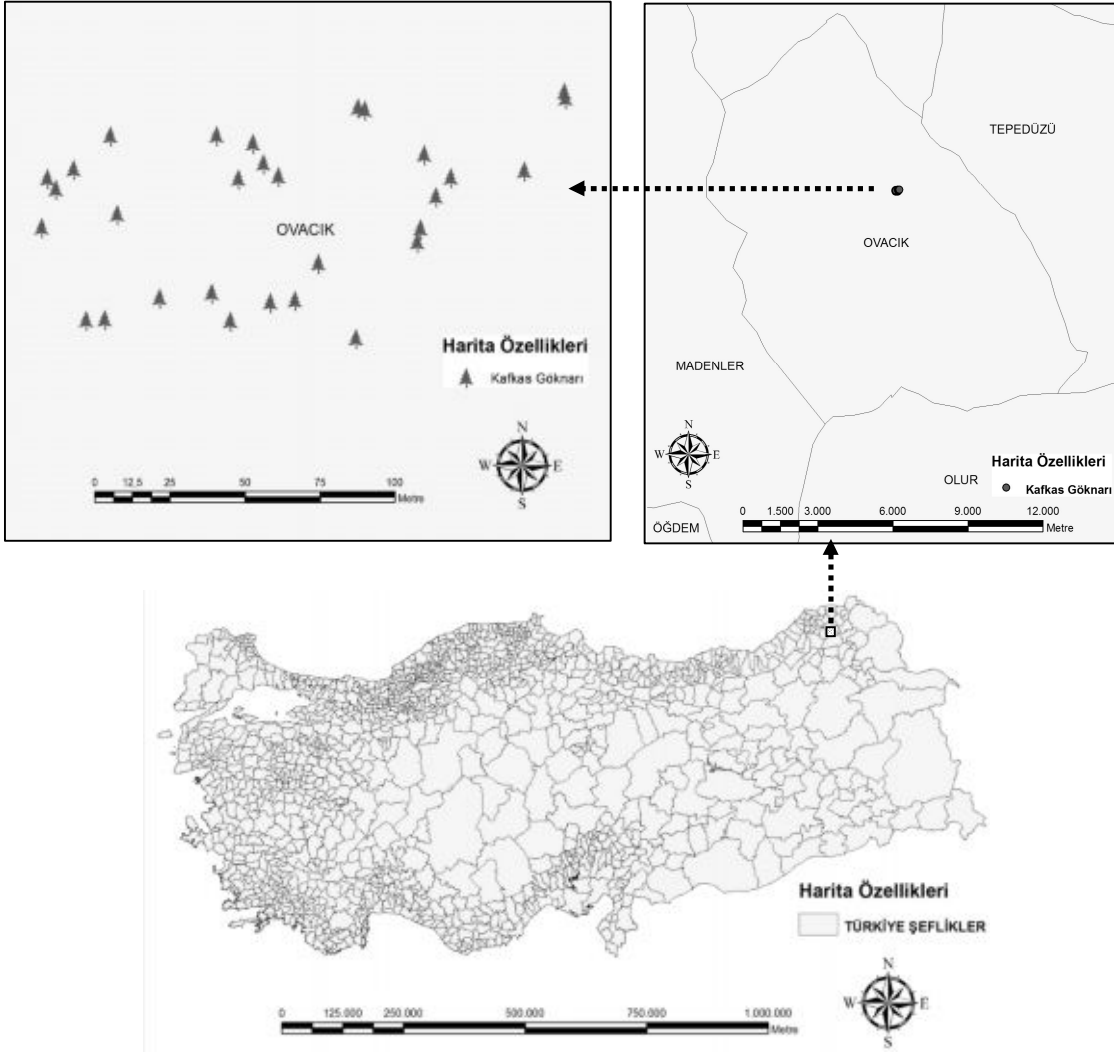 OVACIK
Harita Özellikleri
Kafkas Göknarı
N
W E
S
0 12,5 25 50 75 100
Metre
TEPEDÜZÜ
OVACIK
MADENLER
N
W E
S
OLUR
Harita Özellikleri
Kafkas Göknarı
ÖĞDEM
0 1.500 3.000 6.000 9.000 12.000
Metre
Harita Özellikleri
TÜRKİYE ŞEFLİKLER
N
W E
S
0 125.000 250.000 500.000 750.000 1.000.000
Metre